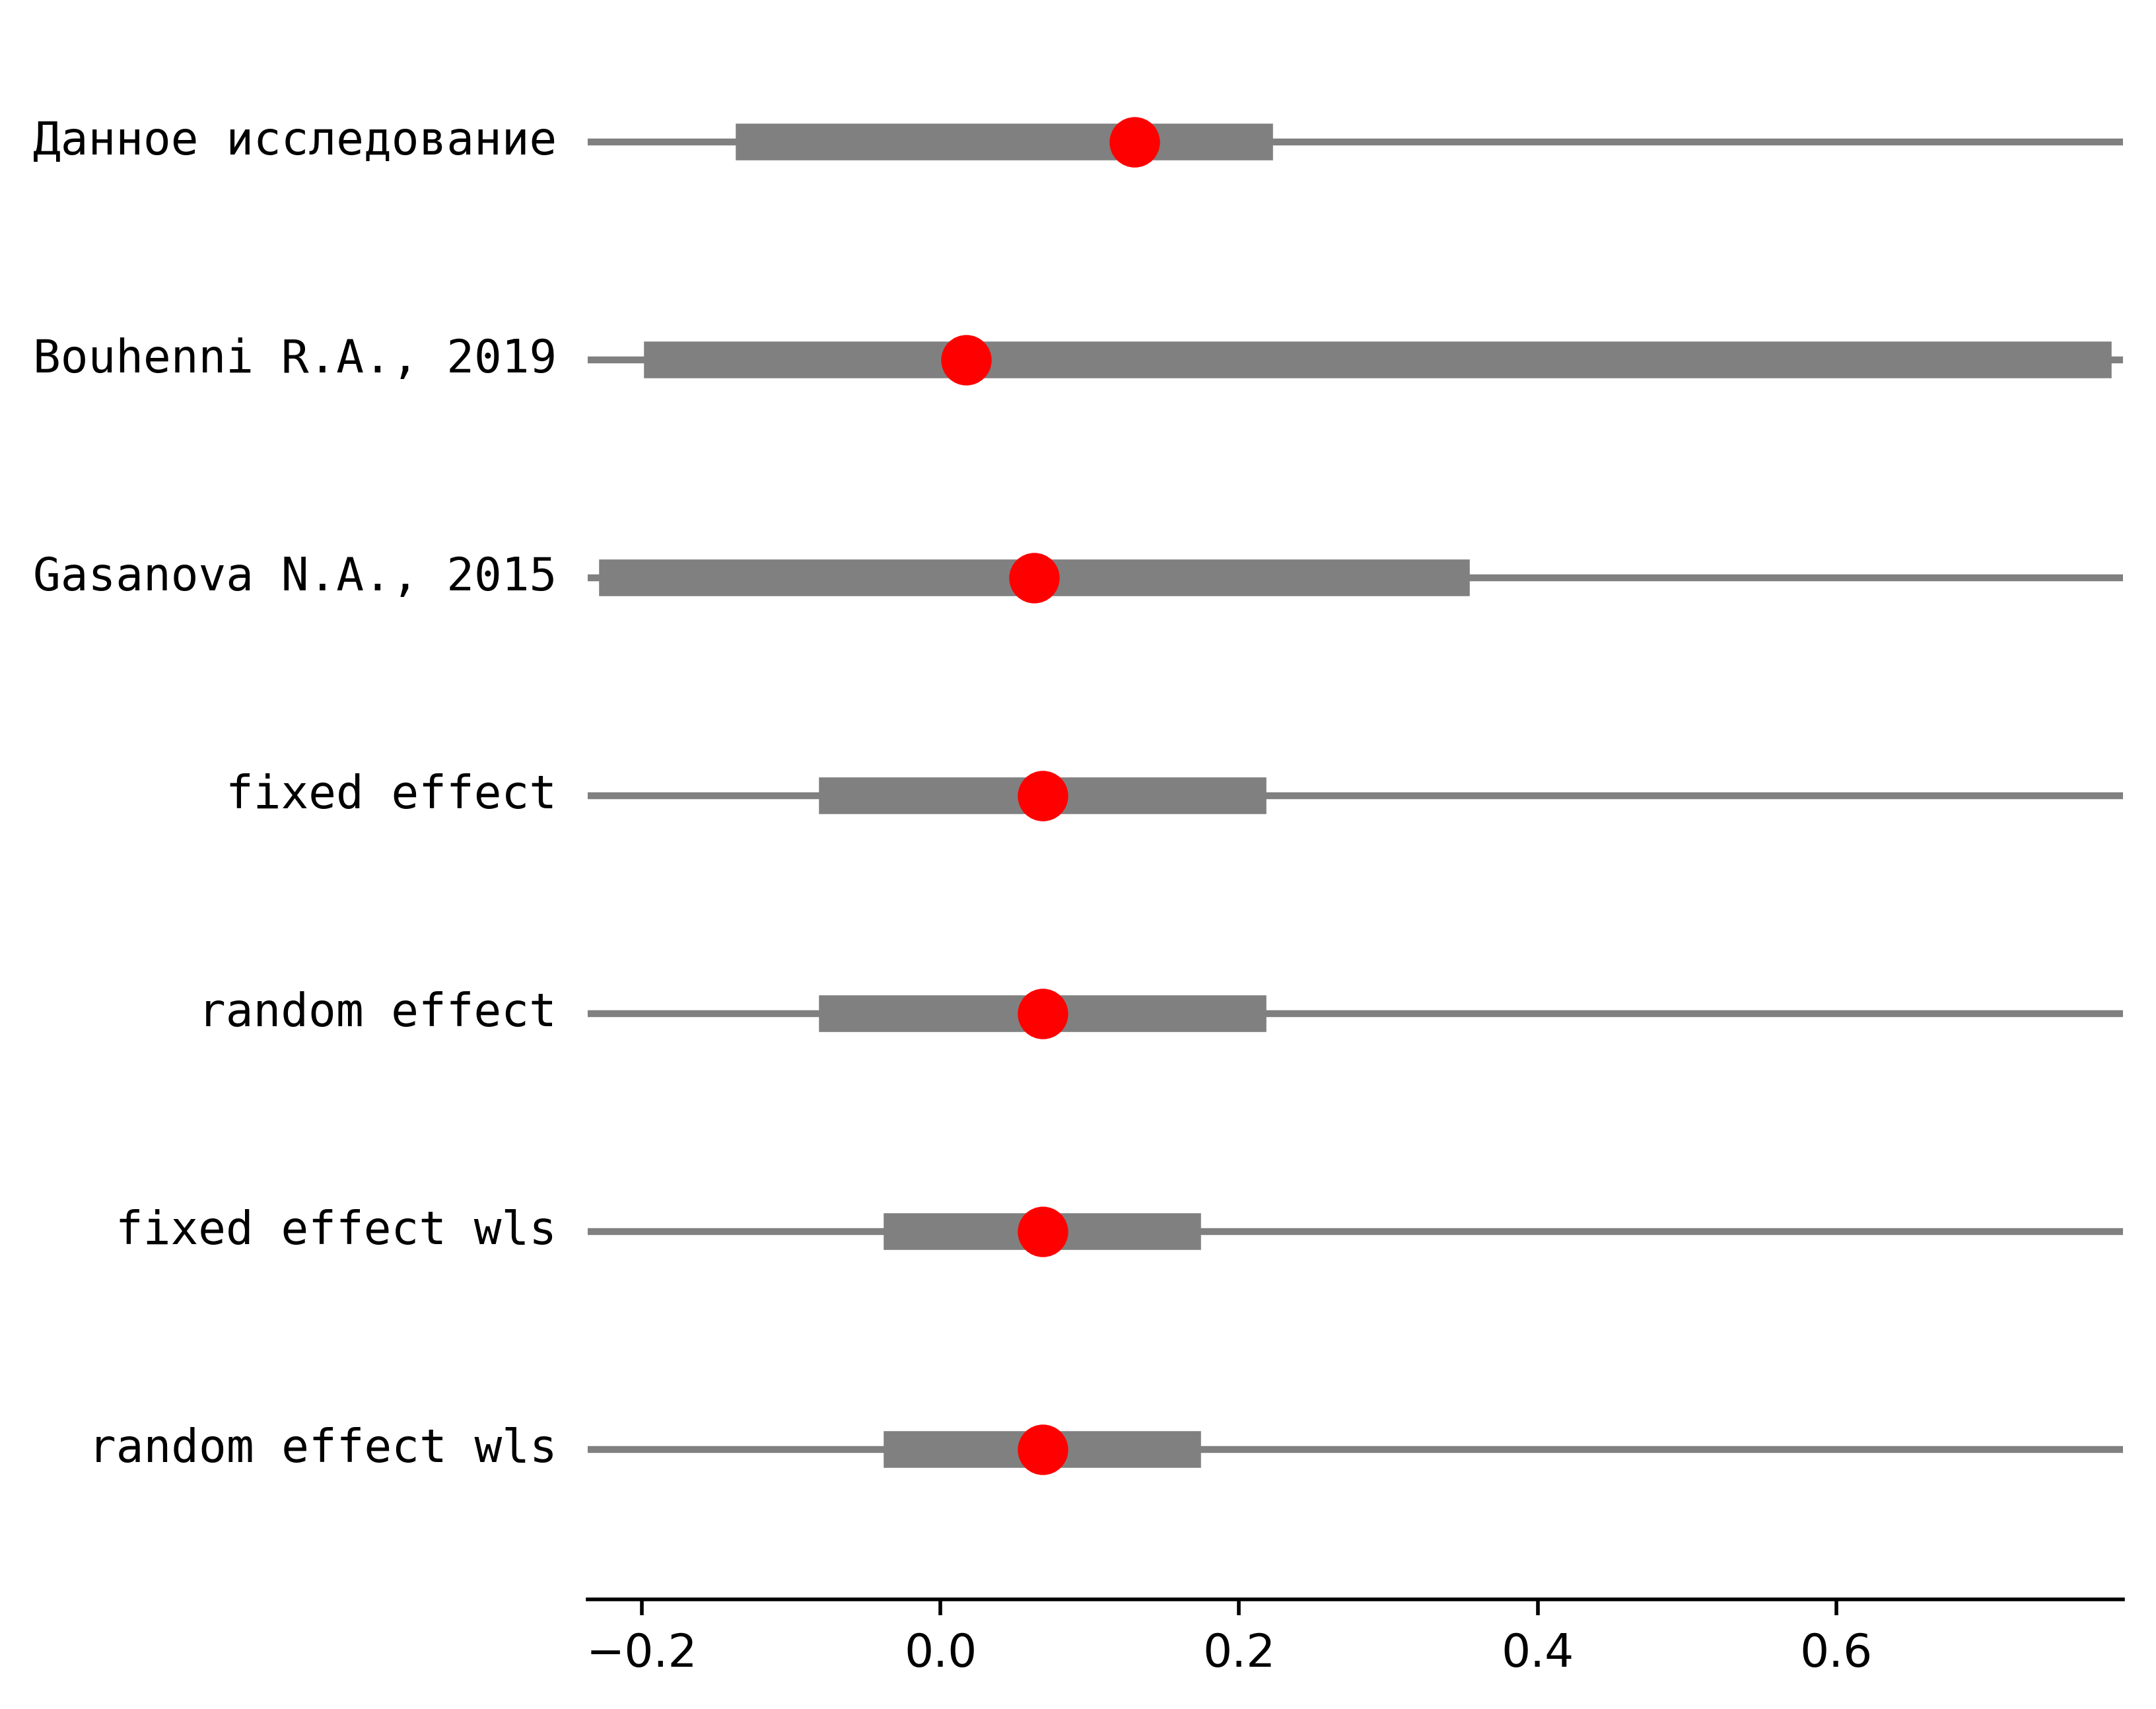 Данное исследование
Bouhenni R.A., 2019
Gasanova N.A., 2015
fixed effect
random effect
fixed effect wls
random effect wls
−0.2 0.0 0.2 0.4 0.6